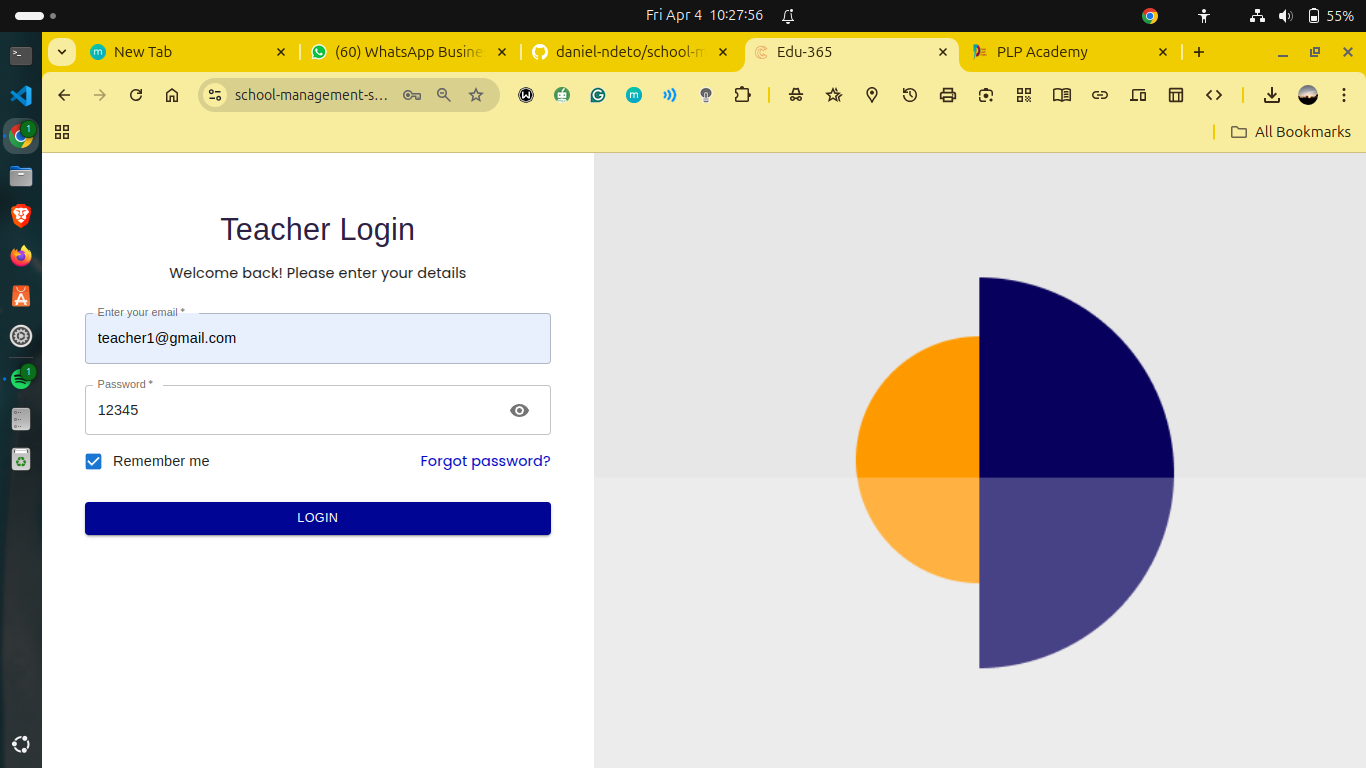 Fri Apr 4 10:27:56
55%
New Tab
(60) WhatsApp Busine
daniel-ndeto/school-m
Edu-365
PLP Academy
school-management-s...
All Bookmarks
1
1
Teacher Login
Welcome back! Please enter your details
Enter your email *
teacher1@gmail.com
Password *
12345
Remember me
Forgot password?
LOGIN